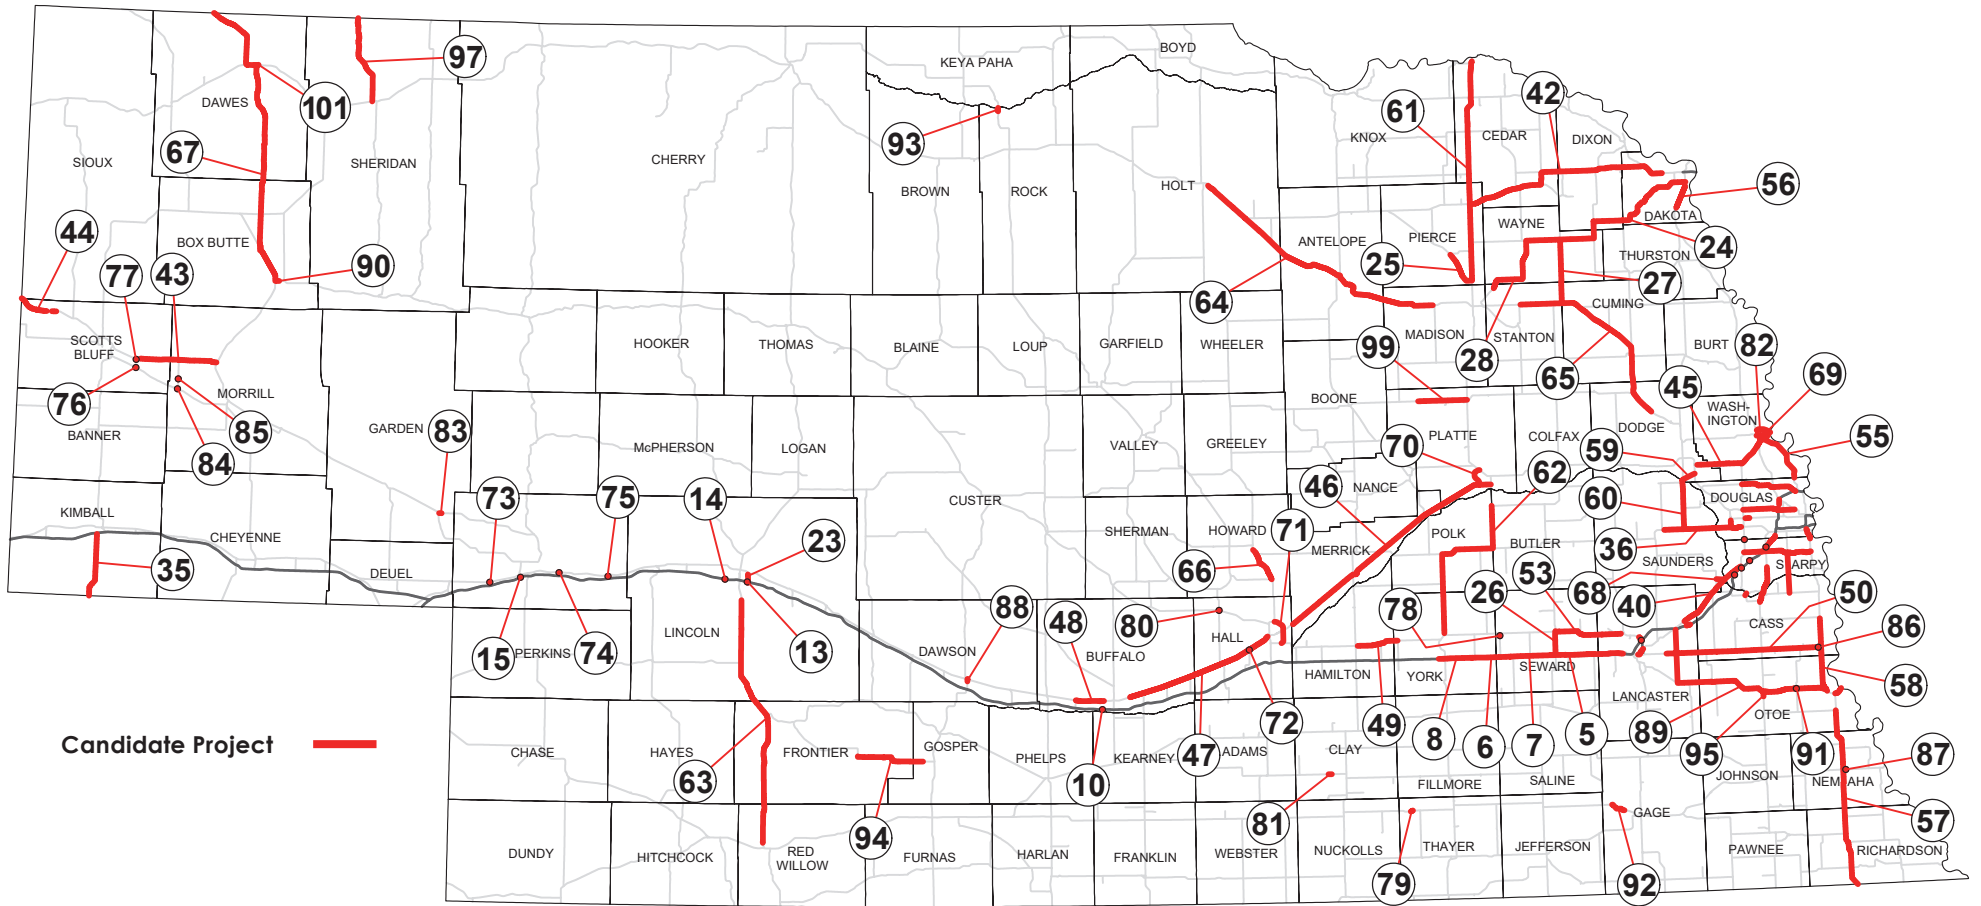 BOYD
KEYA PAHA
97
DAWES
101
61
42
93
KNOX
CEDAR
DIXON
67
SIOUX
SHERIDAN
CHERRY
BROWN
ROCK
HOLT
56
DAKOTA
WAYNE
44
BOX BUTTE
ANTELOPE
PIERCE
24
25
THURSTON
77
43
90
27
64
CUMING
SCOTTS
BLUFF
HOOKER
THOMAS
BLAINE
LOUP
GARFIELD
WHEELER
MADISON
STANTON
BURT
82
99
28
69
65
45
76
MORRILL
BOONE
WASH-
INGTON
BANNER
85
GARDEN
83
McPHERSON
LOGAN
VALLEY
GREELEY
PLATTE
COLFAX
DODGE
55
84
70
59
62
46
NANCE
73
75
14
CUSTER
60
DOUGLAS
KIMBALL
CHEYENNE
SHERMAN
HOWARD
71
POLK
BUTLER
23
MERRICK
36
35
DEUEL
66
53
SAUNDERS
SARPY
26
68
50
88
48
80
78
40
LINCOLN
HALL
CASS
86
15
PERKINS
74
13
DAWSON
BUFFALO
HAMILTON
YORK
SEWARD
58
LANCASTER
72
49
8
6
7
5
89
OTOE
Candidate Project
CHASE
HAYES
FRONTIER
GOSPER
PHELPS
KEARNEY
47
ADAMS
CLAY
95
91
87
63
10
FILLMORE
SALINE
JOHNSON
NEMAHA
94
81
GAGE
57
DUNDY
HITCHCOCK
RED
WILLOW
FURNAS
HARLAN
FRANKLIN
WEBSTER
NUCKOLLS
THAYER
JEFFERSON
PAWNEE
RICHARDSON
79
92